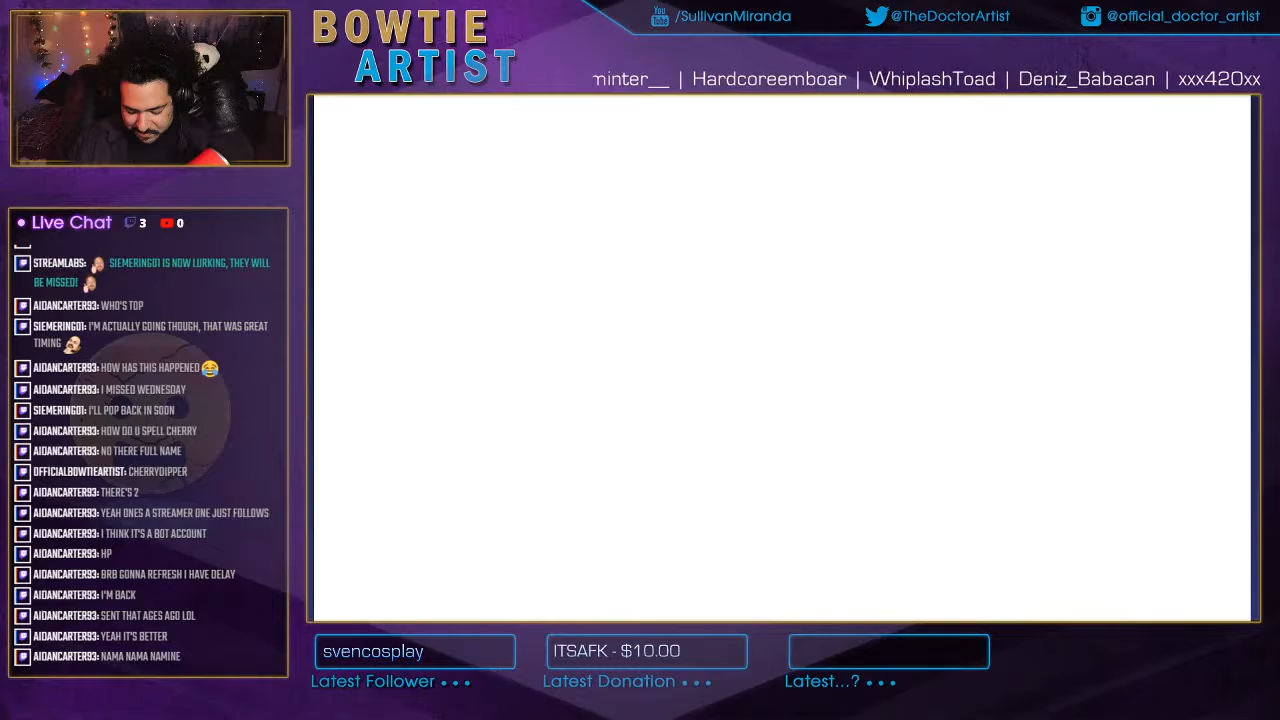 BOWTIE
ARTIST
/SullivanMiranda
@TheDoctorArtist
@official_doctor_artist
minter__ | Hardcoreemboar | WhiplashToad | Deniz_Babacan | xxx420xx
Live Chat 3 0
STREAMLABS: SIEMERING01 IS NOW LURKING, THEY WILL
BE MISSED!
AIDANCARTER93: WHO'S TOP
SIEMERING01: I'M ACTUALLY GOING THOUGH, THAT WAS GREAT
TIMING
AIDANCARTER93: HOW HAS THIS HAPPENED 😂
AIDANCARTER93: I MISSED WEDNESDAY
SIEMERING01: I'LL POP BACK IN SOON
AIDANCARTER93: HOW DO U SPELL CHERRY
AIDANCARTER93: NO THERE FULL NAME
OFFICIALBOWTIEARTIST: CHERRYDIPPER
AIDANCARTER93: THERE'S 2
AIDANCARTER93: YEAH ONES A STREAMER ONE JUST FOLLOWS
AIDANCARTER93: I THINK IT'S A BOT ACCOUNT
AIDANCARTER93: HP
AIDANCARTER93: BRB GONNA REFRESH I HAVE DELAY
AIDANCARTER93: I'M BACK
AIDANCARTER93: SENT THAT AGES AGO LOL
AIDANCARTER93: YEAH IT'S BETTER
AIDANCARTER93: NAMA NAMA NAMINE
svencosplay
Latest Follower •••
ITSAFK - $10.00
Latest Donation •••
Latest...? •••